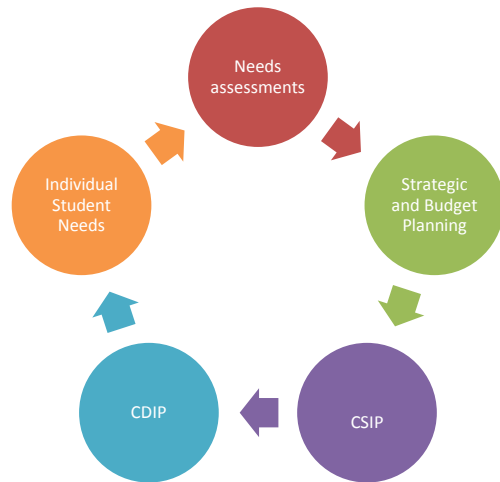 Needs
assessments
Strategic
and Budget
Planning
CSIP
CDIP
Individual
Student
Needs